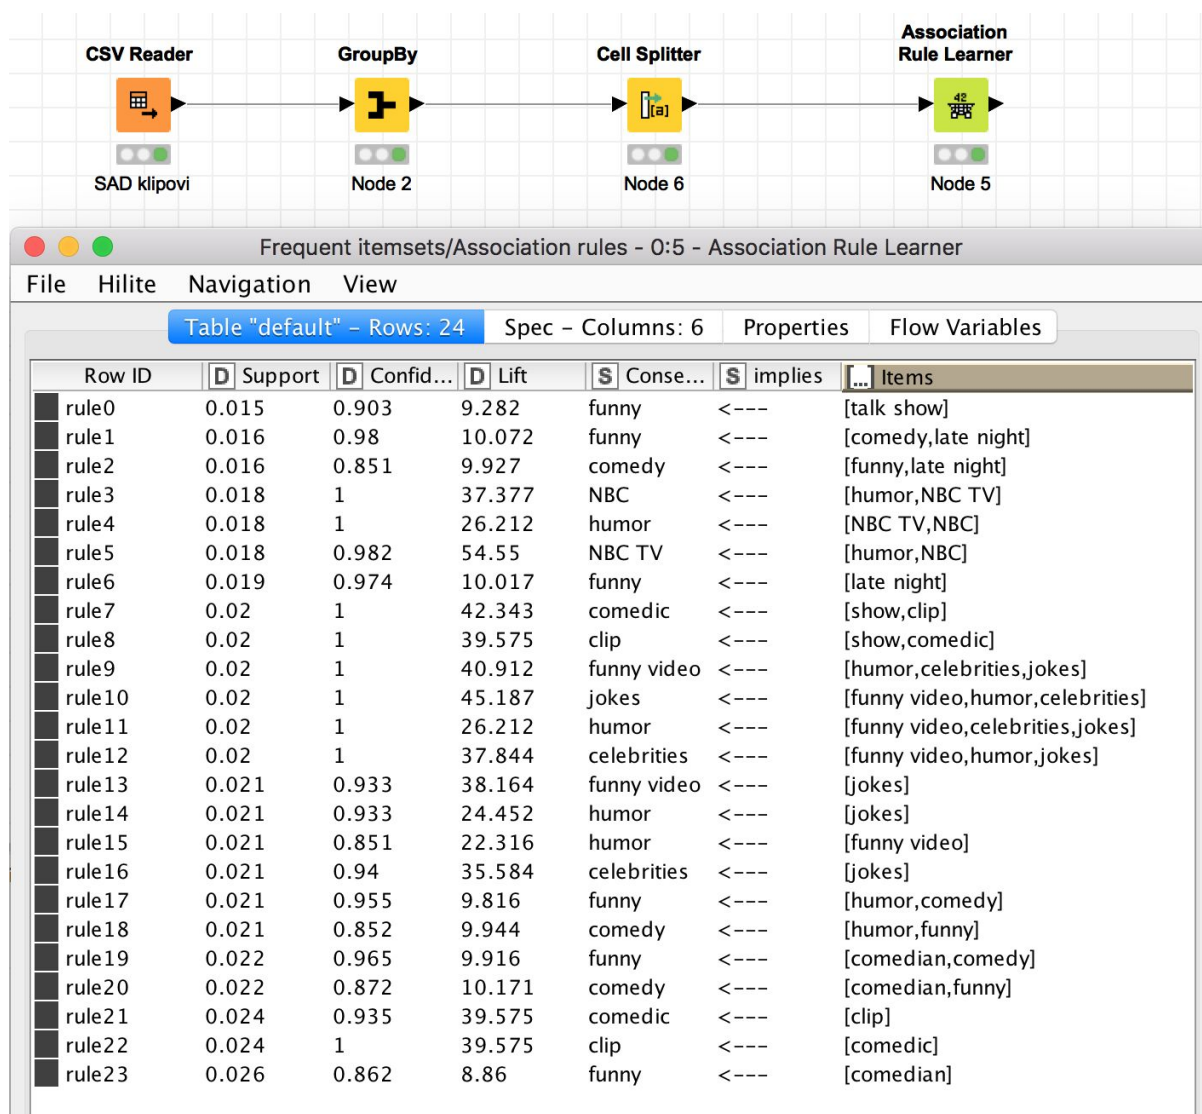 CSV Reader GroupBy Cell Splitter Association Rule Learner
[a] 42
SAD klipovi Node 2 Node 6 Node 5
Frequent itemsets/Association rules - 0:5 - Association Rule Learner
File Hilite Navigation View
Table "default" – Rows: 24 Spec – Columns: 6 Properties Flow Variables
Row ID D Support D Confid... D Lift S Conse... S implies [...] Items
rule0 0.015 0.903 9.282 funny <--- [talk show]
rule1 0.016 0.98 10.072 funny <--- [comedy,late night]
rule2 0.016 0.851 9.927 comedy <--- [funny,late night]
rule3 0.018 1 37.377 NBC <--- [humor,NBC TV]
rule4 0.018 1 26.212 humor <--- [NBC TV,NBC]
rule5 0.018 0.982 54.55 NBC TV <--- [humor,NBC]
rule6 0.019 0.974 10.017 funny <--- [late night]
rule7 0.02 1 42.343 comedic <--- [show,clip]
rule8 0.02 1 39.575 clip <--- [show,comedic]
rule9 0.02 1 40.912 funny video <--- [humor,celebrities,jokes]
rule10 0.02 1 45.187 jokes <--- [funny video,humor,celebrities]
rule11 0.02 1 26.212 humor <--- [funny video,celebrities,jokes]
rule12 0.02 1 37.844 celebrities <--- [funny video,humor,jokes]
rule13 0.021 0.933 38.164 funny video <--- [jokes]
rule14 0.021 0.933 24.452 humor <--- [jokes]
rule15 0.021 0.851 22.316 humor <--- [funny video]
rule16 0.021 0.94 35.584 celebrities <--- [jokes]
rule17 0.021 0.955 9.816 funny <--- [humor,comedy]
rule18 0.021 0.852 9.944 comedy <--- [humor,funny]
rule19 0.022 0.965 9.916 funny <--- [comedian,comedy]
rule20 0.022 0.872 10.171 comedy <--- [comedian,funny]
rule21 0.024 0.935 39.575 comedic <--- [clip]
rule22 0.024 1 39.575 clip <--- [comedic]
rule23 0.026 0.862 8.86 funny <--- [comedian]